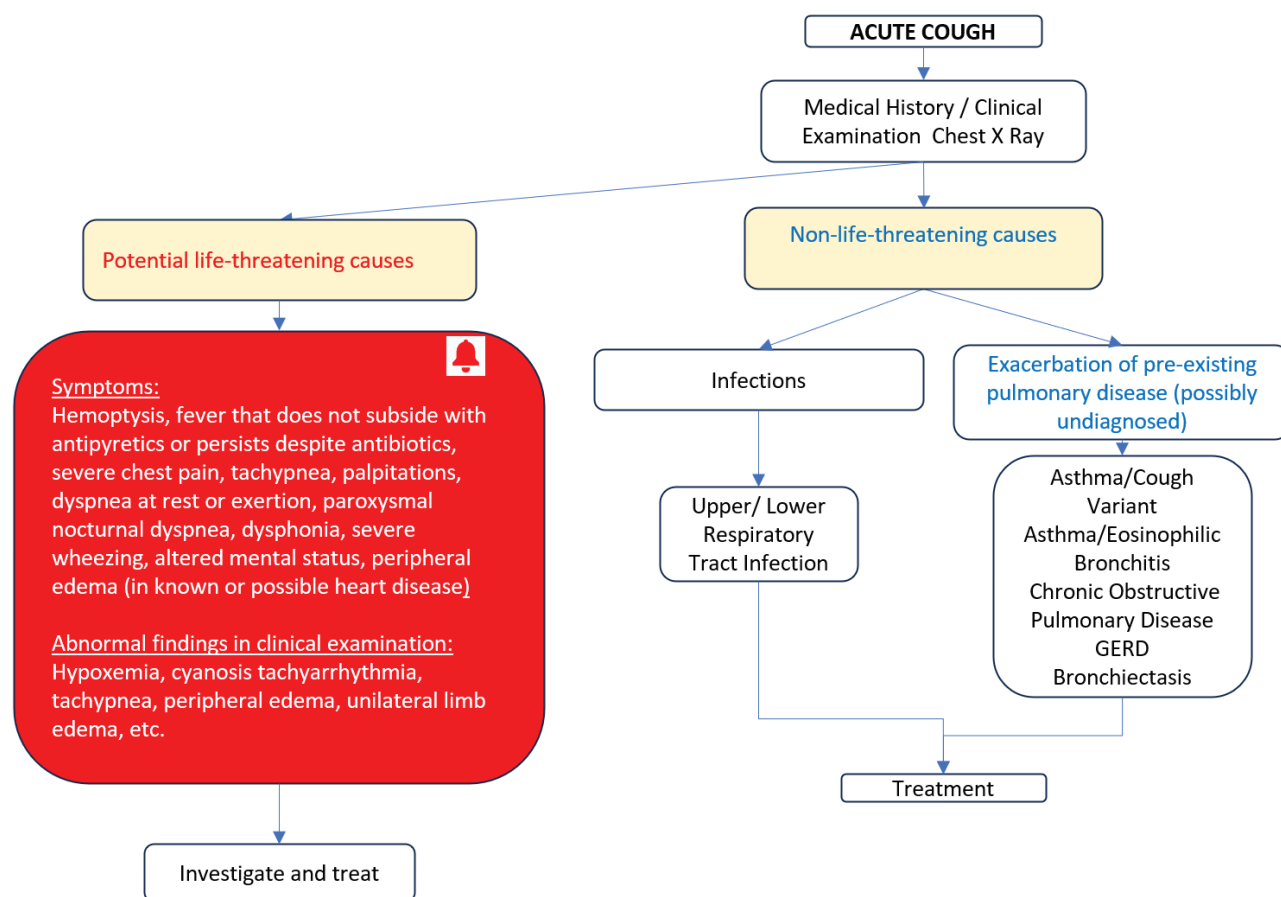 ACUTE COUGH
Medical History / Clinical
Examination  Chest X Ray
Potential life-threatening causes
Non-life-threatening causes
Symptoms:
Hemoptysis, fever that does not subside with
antipyretics or persists despite antibiotics,
severe chest pain, tachypnea, palpitations,
dyspnea at rest or exertion, paroxysmal
nocturnal dyspnea, dysphonia, severe
wheezing, altered mental status, peripheral
edema (in known or possible heart disease)
Abnormal findings in clinical examination:
Hypoxemia, cyanosis tachyarrhythmia,
tachypnea, peripheral edema, unilateral limb
edema, etc.
Investigate and treat
Infections
Upper/ Lower
Respiratory
Tract Infection
Exacerbation of pre-existing
pulmonary disease (possibly
undiagnosed)
Asthma/Cough
Variant
Asthma/Eosinophilic
Bronchitis
Chronic Obstructive
Pulmonary Disease
GERD
Bronchiectasis
Treatment